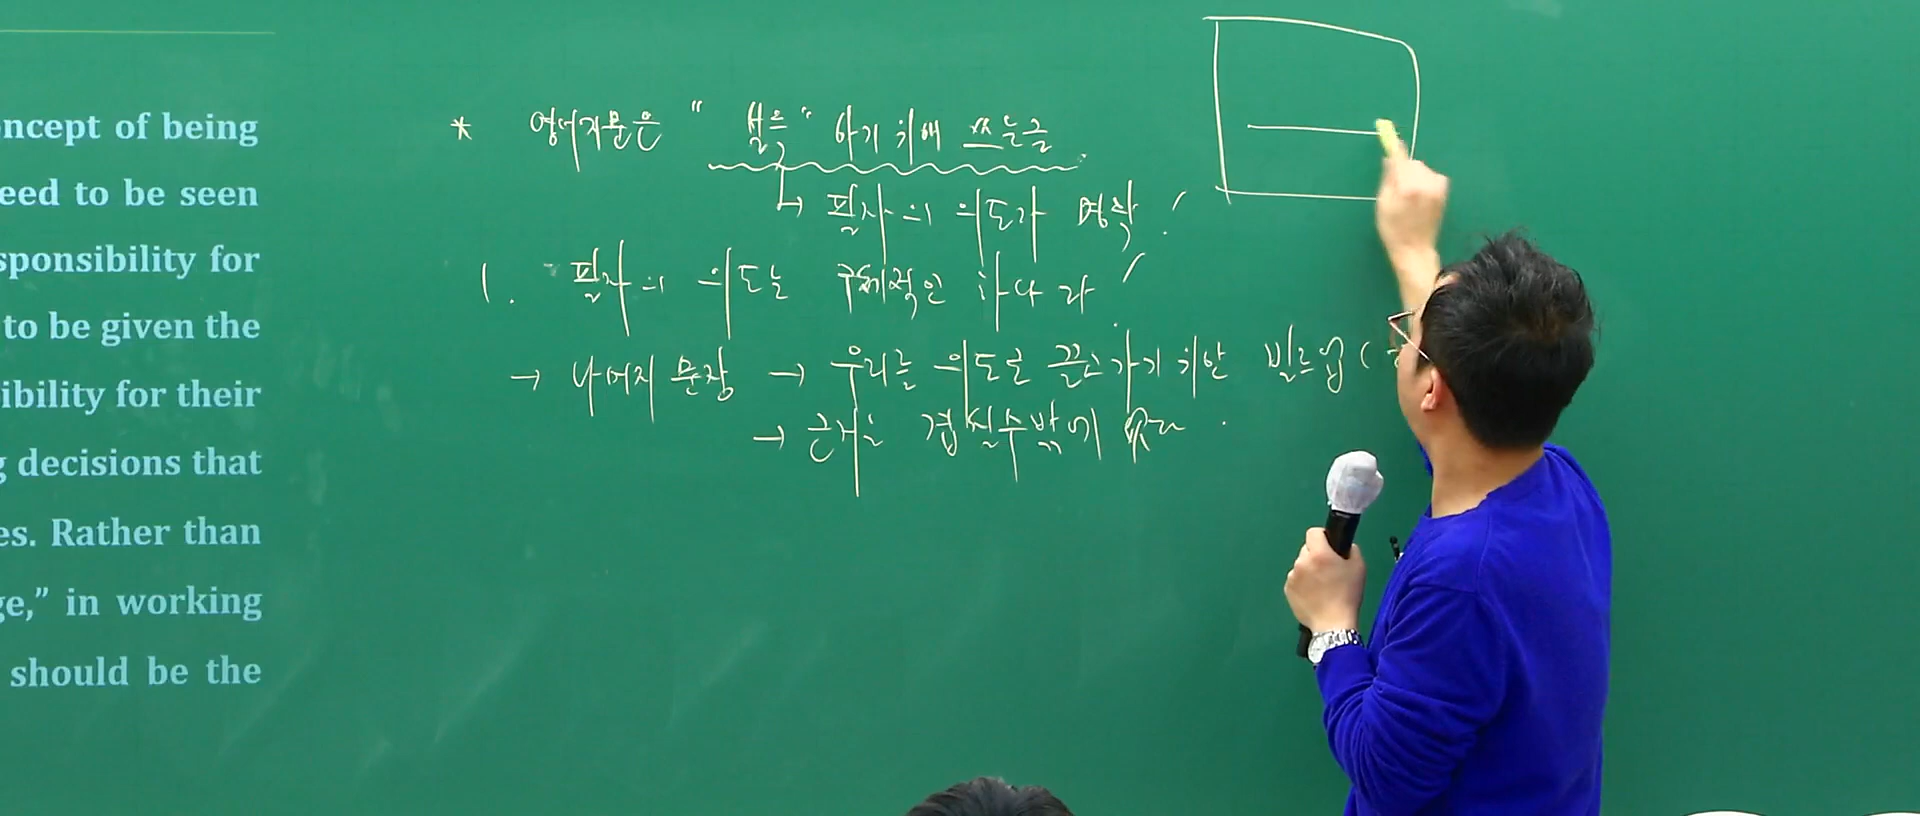 ncept of being
eed to be seen
sponsibility for
to be given the
ibility for their
g decisions that
es. Rather than
ge,” in working
should be the
* 영어지문은 “설득” 하기 위해 쓰는글
↳ 필자의 의도가 명확!
1. 필자의 의도는 구체적인 하나다!
→ 나머지 문장 → 우리를 의도로 끌고가기 위한 빌드업 (
→ 근거는 겹칠수밖에 없다.